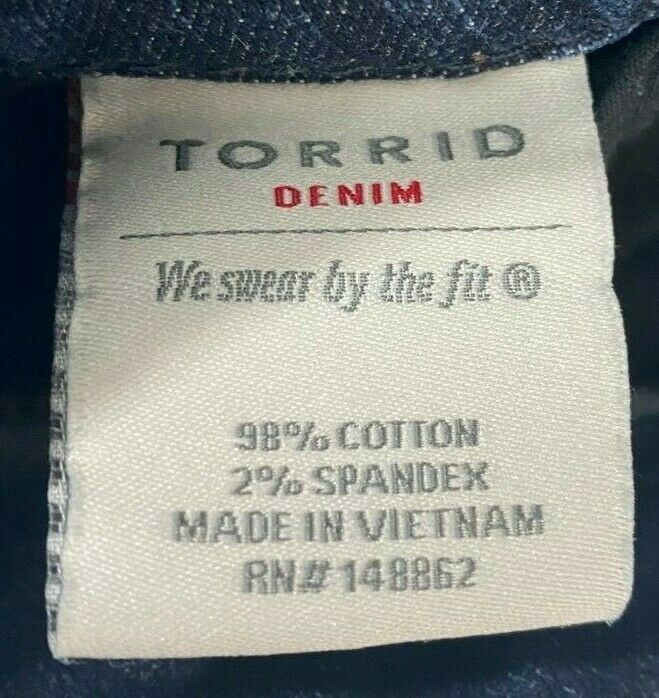 TORRID
DENIM
We swear by the fit ®
98% COTTON
2% SPANDEX
MADE IN VIETNAM
RN# 148862